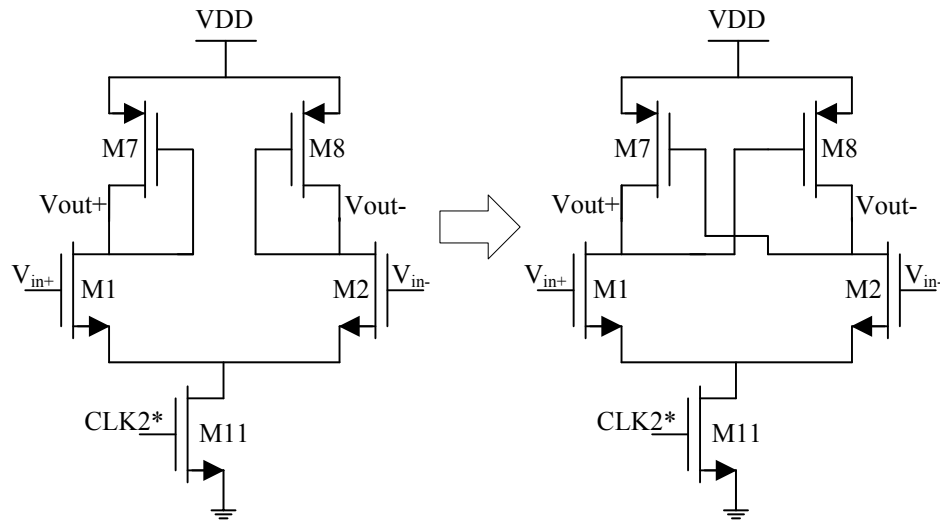 VDD
M7
M8
Vout+
Vout-
Vin+
M1
M2
Vin-
CLK2*
M11
VDD
M7
M8
Vout+
Vout-
Vin+
M1
M2
Vin-
CLK2*
M11